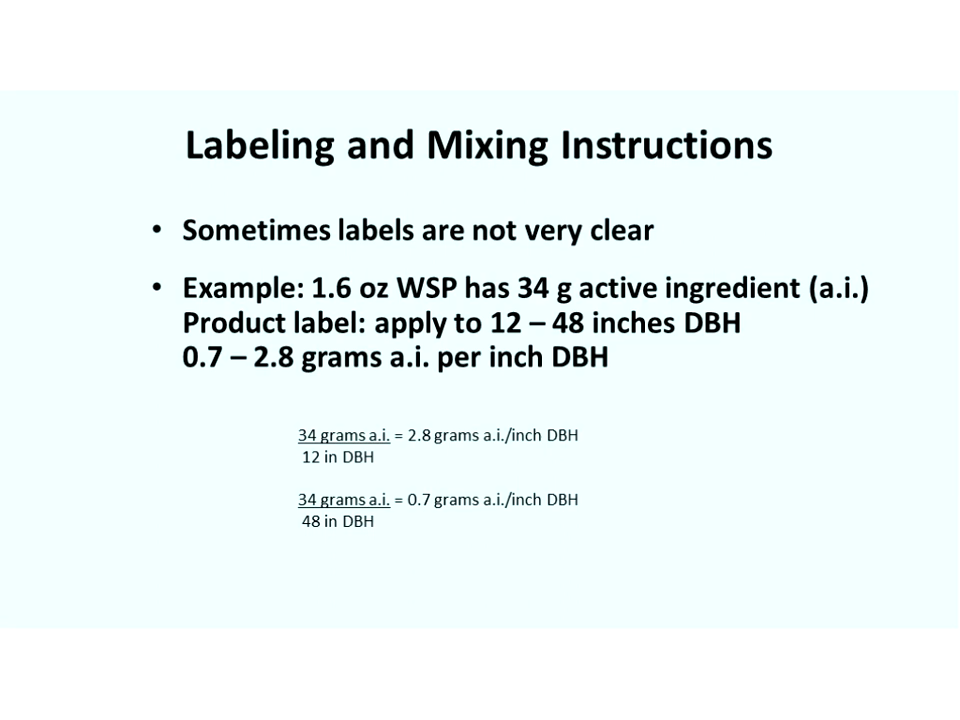 Labeling and Mixing Instructions
• Sometimes labels are not very clear
• Example: 1.6 oz WSP has 34 g active ingredient (a.i.)
Product label: apply to 12 – 48 inches DBH
0.7 – 2.8 grams a.i. per inch DBH
34 grams a.i. = 2.8 grams a.i./inch DBH
12 in DBH
34 grams a.i. = 0.7 grams a.i./inch DBH
48 in DBH